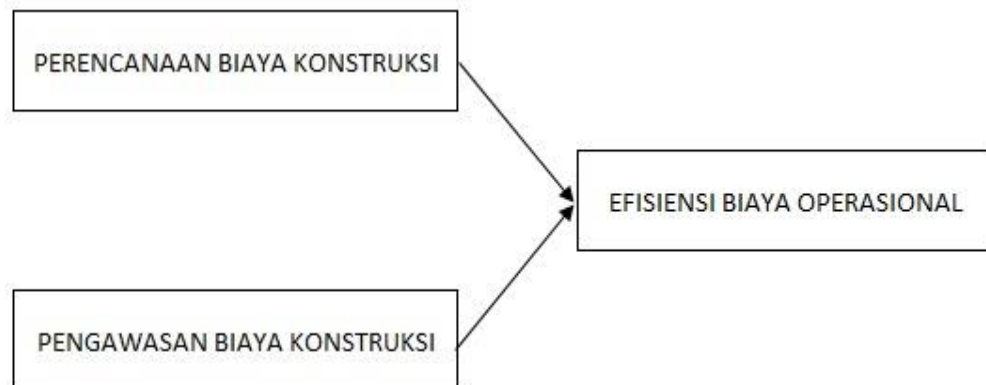 PERENCANAAN BIAYA KONSTRUKSI
EFISIENSI BIAYA OPERASIONAL
PENGAWASAN BIAYA KONSTRUKSI